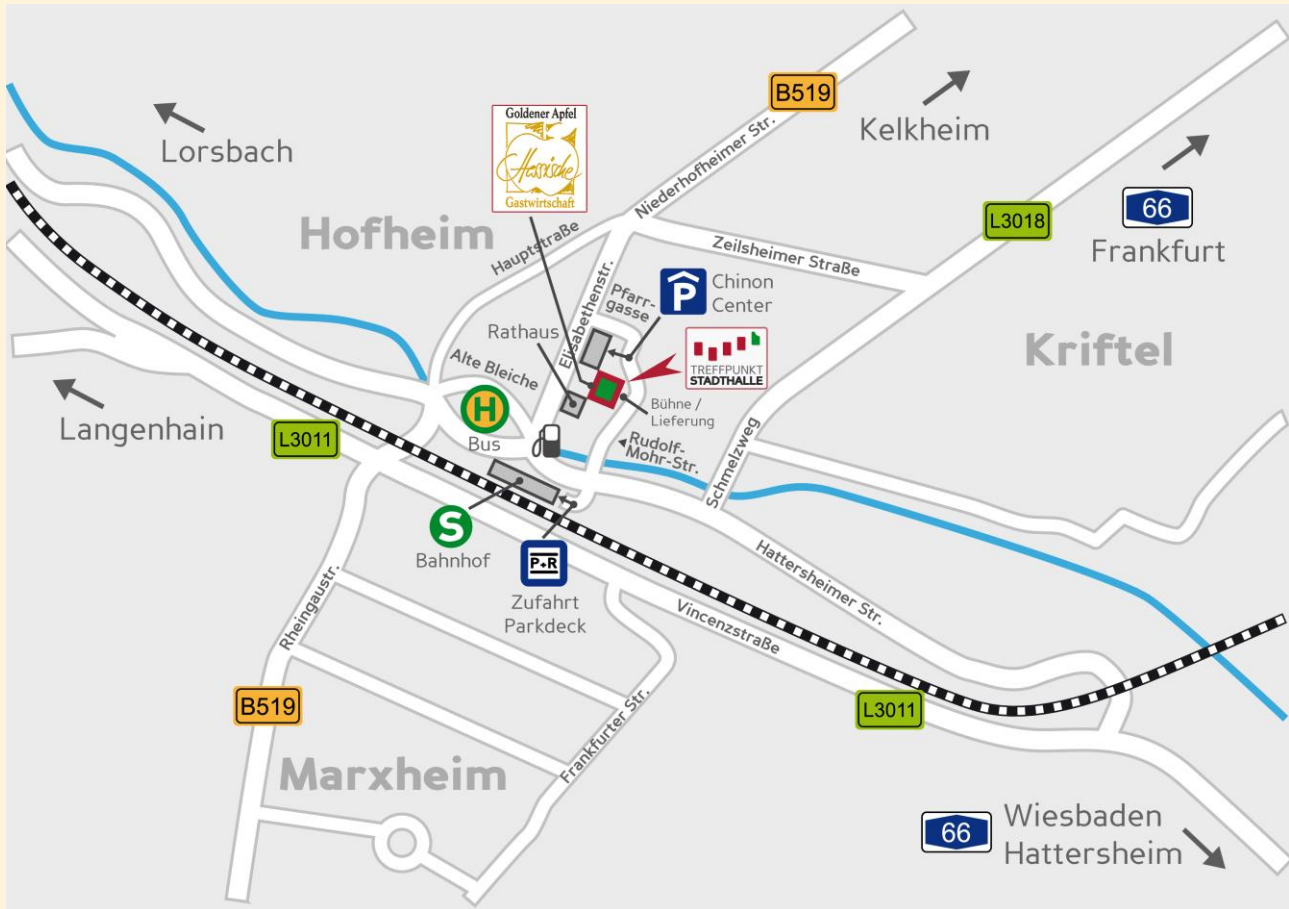 B519
Kelkheim
Lorsbach
Goldener Apfel
Hessische
Gastwirtschaft
Niederhofheimer Str.
L3018
66
Frankfurt
Hofheim
Hauptstraße
Zeilsheimer Straße
Elisabethenstr.
Pfarr-
gasse
P
Chinon
Center
Rathaus
TREFFPUNKT
STADTHALLE
Kriftel
Alte Bleiche
H
Bus
Bühne /
Lieferung
Langenhain
L3011
Rudolf-
Mohr-Str.
Schmelzweg
S
Bahnhof
P+R
Zufahrt
Parkdeck
Hattersheimer Str.
Vincenzstraße
Rheingaustr.
B519
Frankfurter Str.
L3011
Marxheim
66
Wiesbaden
Hattersheim